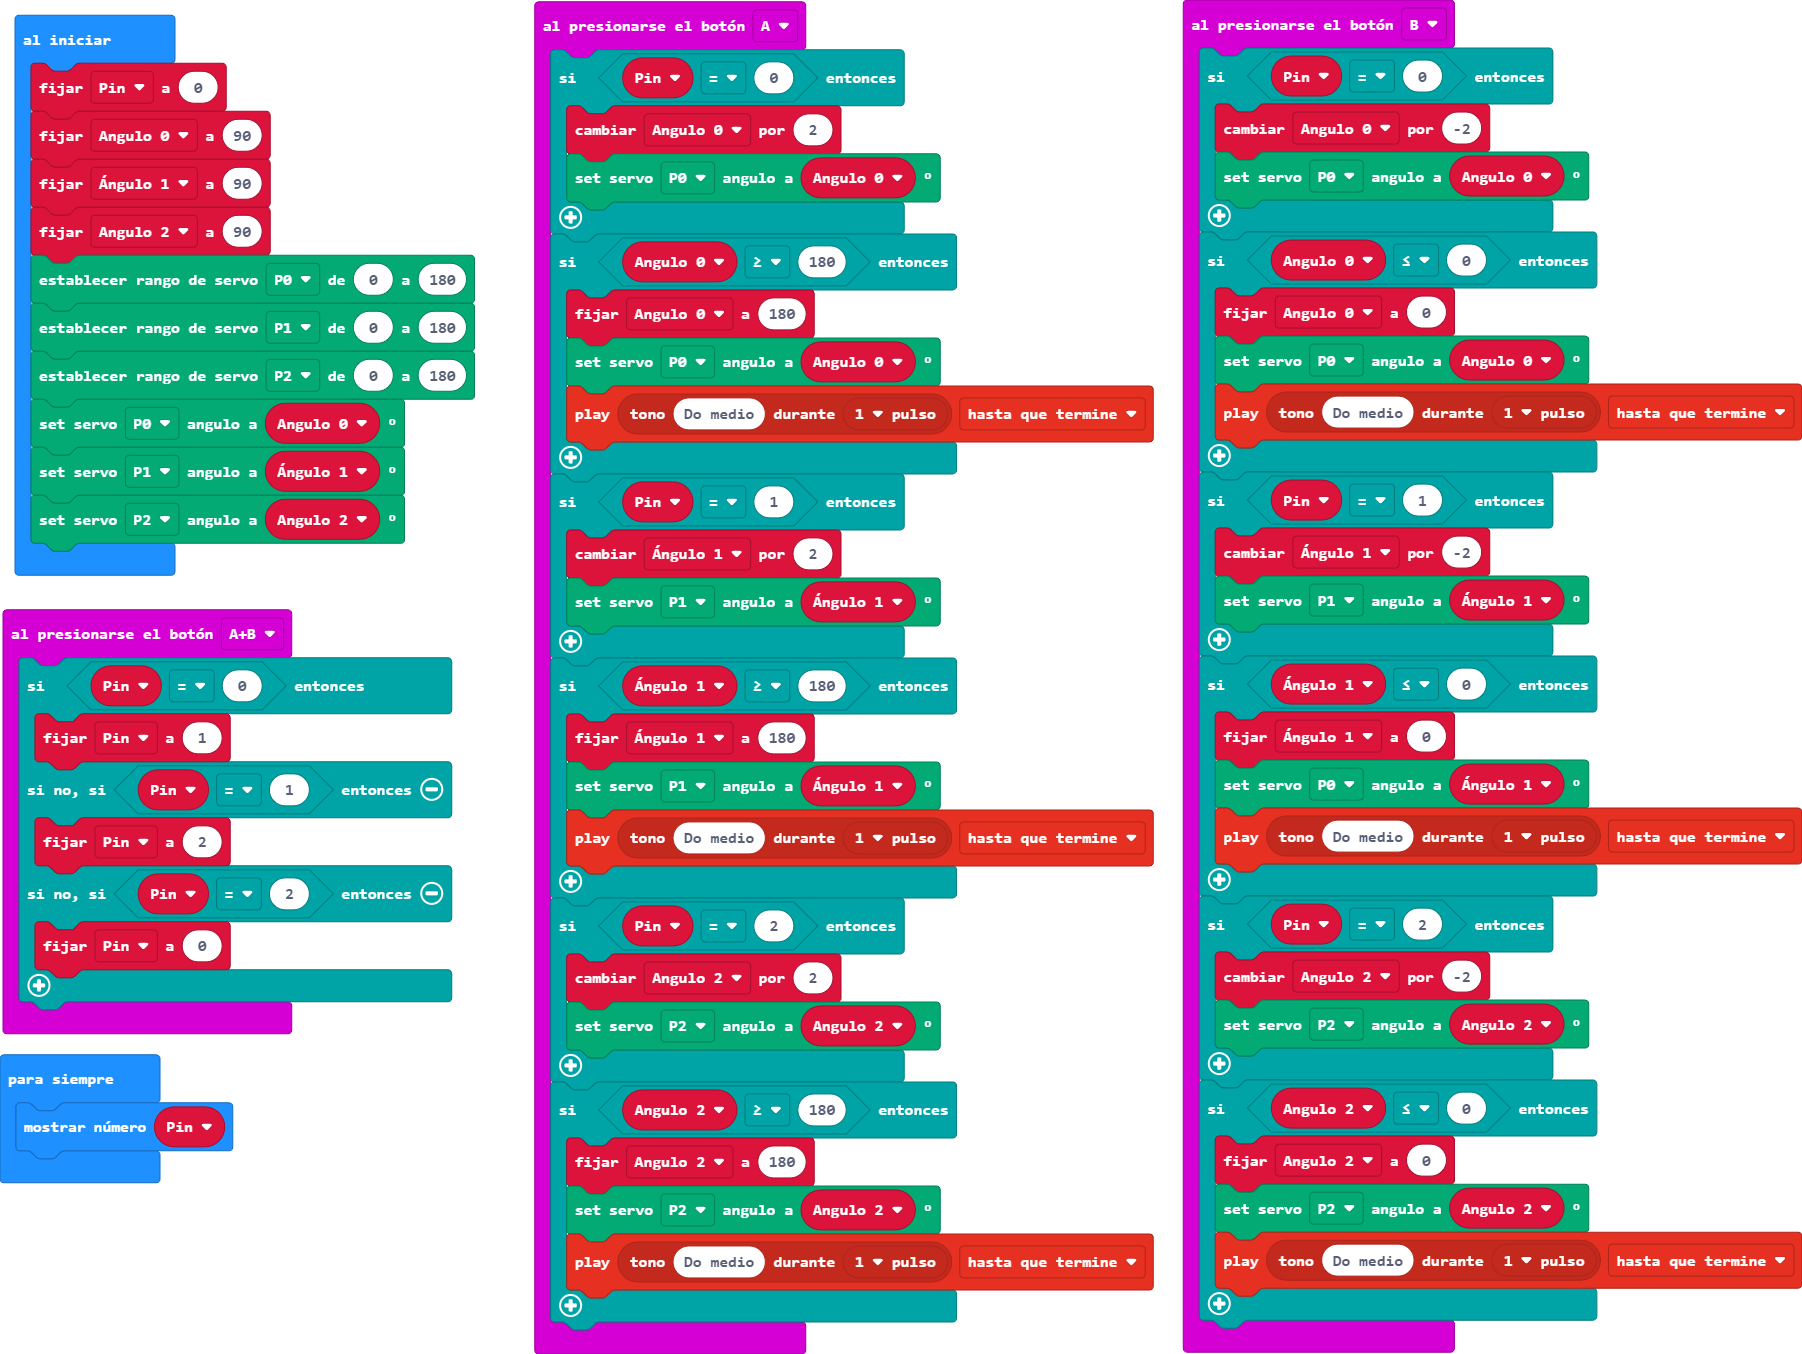 al iniciar
fijar Pin a 0
fijar Angulo 0 a 90
fijar Ángulo 1 a 90
fijar Angulo 2 a 90
establecer rango de servo P0 de 0 a 180
establecer rango de servo P1 de 0 a 180
establecer rango de servo P2 de 0 a 180
set servo P0 angulo a Angulo 0 °
set servo P1 angulo a Ángulo 1 °
set servo P2 angulo a Angulo 2 °
al presionarse el botón A+B
si Pin = 0 entonces
fijar Pin a 1
si no, si Pin = 1 entonces
fijar Pin a 2
si no, si Pin = 2 entonces
fijar Pin a 0
para siempre
mostrar número Pin
al presionarse el botón A
si Pin = 0 entonces
cambiar Angulo 0 por 2
set servo P0 angulo a Angulo 0 °
si Angulo 0 ≥ 180 entonces
fijar Angulo 0 a 180
set servo P0 angulo a Angulo 0 °
play tono Do medio durante 1 pulso hasta que termine
si Pin = 1 entonces
cambiar Ángulo 1 por 2
set servo P1 angulo a Ángulo 1 °
si Ángulo 1 ≥ 180 entonces
fijar Ángulo 1 a 180
set servo P1 angulo a Ángulo 1 °
play tono Do medio durante 1 pulso hasta que termine
si Pin = 2 entonces
cambiar Angulo 2 por 2
set servo P2 angulo a Angulo 2 °
si Angulo 2 ≥ 180 entonces
fijar Angulo 2 a 180
set servo P2 angulo a Angulo 2 °
play tono Do medio durante 1 pulso hasta que termine
al presionarse el botón B
si Pin = 0 entonces
cambiar Angulo 0 por -2
set servo P0 angulo a Angulo 0 °
si Angulo 0 ≤ 0 entonces
fijar Angulo 0 a 0
set servo P0 angulo a Angulo 0 °
play tono Do medio durante 1 pulso hasta que termine
si Pin = 1 entonces
cambiar Ángulo 1 por -2
set servo P1 angulo a Ángulo 1 °
si Ángulo 1 ≤ 0 entonces
fijar Ángulo 1 a 0
set servo P0 angulo a Ángulo 1 °
play tono Do medio durante 1 pulso hasta que termine
si Pin = 2 entonces
cambiar Angulo 2 por -2
set servo P2 angulo a Angulo 2 °
si Angulo 2 ≤ 0 entonces
fijar Angulo 2 a 0
set servo P2 angulo a Angulo 2 °
play tono Do medio durante 1 pulso hasta que termine